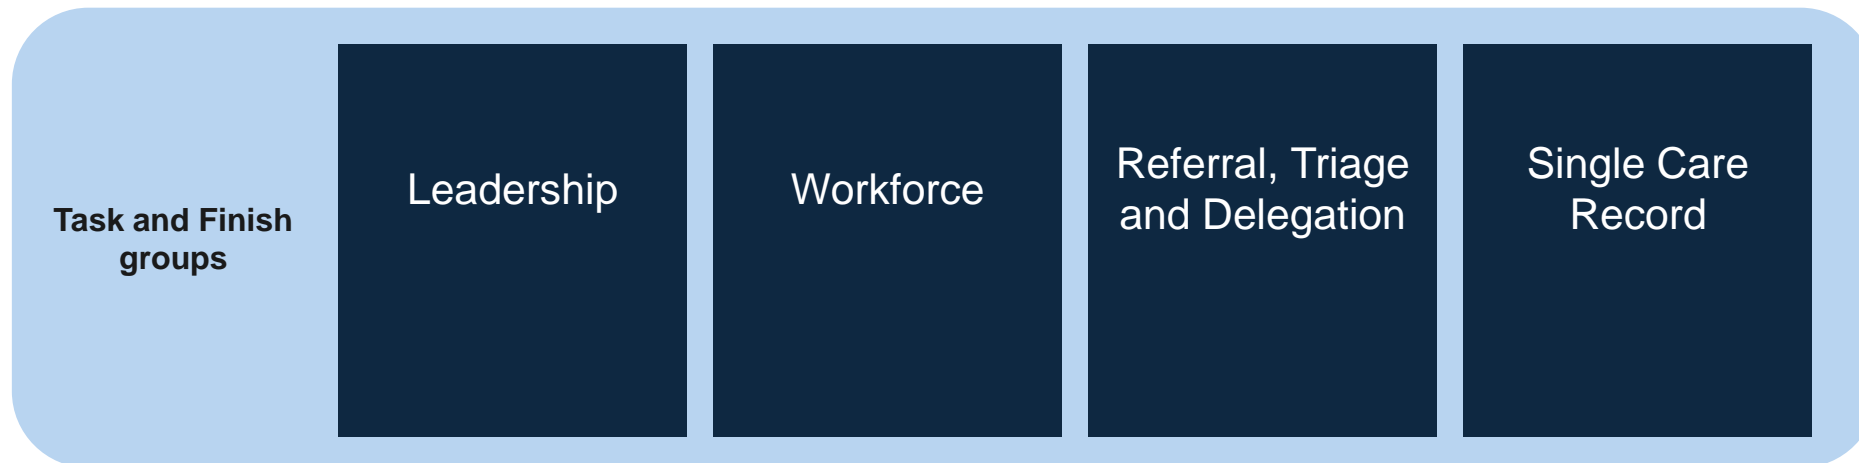 Task and Finish
groups
Leadership
Workforce
Referral, Triage
and Delegation
Single Care
Record